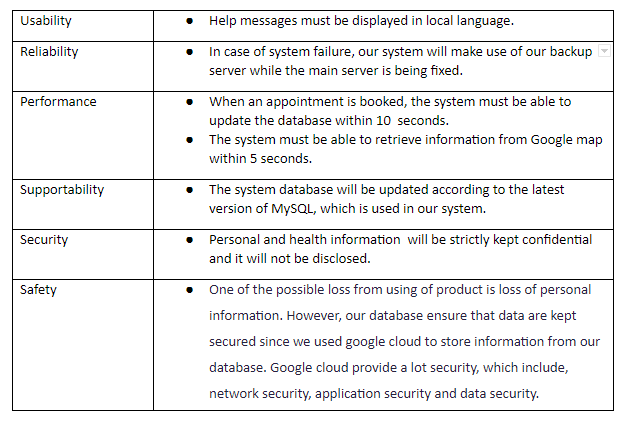 Usability
● Help messages must be displayed in local language.
Reliability
● In case of system failure, our system will make use of our backup
server while the main server is being fixed.
Performance
● When an appointment is booked, the system must be able to
update the database within 10  seconds.
● The system must be able to retrieve information from Google map
within 5 seconds.
Supportability
● The system database will be updated according to the latest
version of MySQL, which is used in our system.
Security
● Personal and health information  will be strictly kept confidential
and it will not be disclosed.
Safety
● One of the possible loss from using of product is loss of personal
information. However, our database ensure that data are kept
secured since we used google cloud to store information from our
database. Google cloud provide a lot security, which include,
network security, application security and data security.